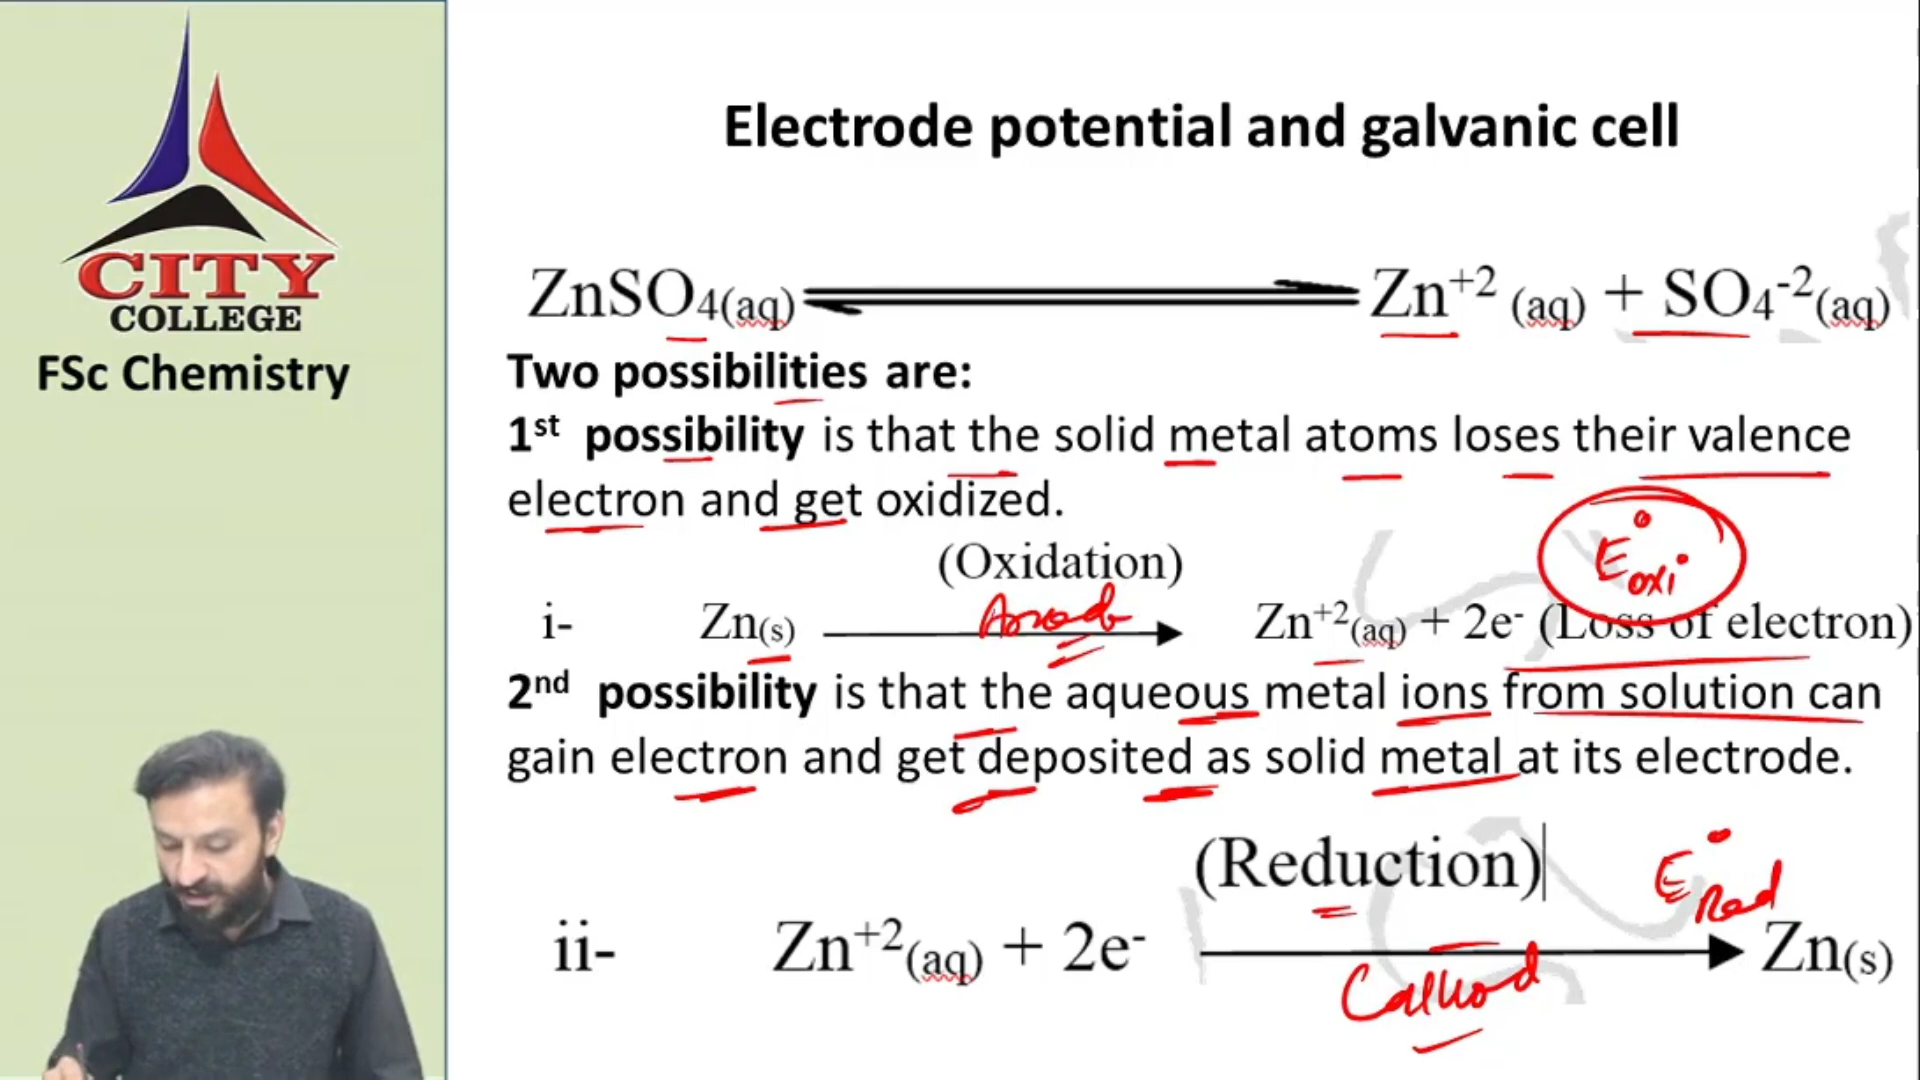 CITY
COLLEGE
FSc Chemistry
Electrode potential and galvanic cell
ZnSO4(aq) ⇌ Zn⁺² (aq) + SO4⁻²(aq)
Two possibilities are:
1st possibility is that the solid metal atoms loses their valence
electron and get oxidized.
E° oxi
(Oxidation)
Anode
i- Zn(s) → Zn⁺²(aq) + 2e⁻ (Loss of electron)
2nd possibility is that the aqueous metal ions from solution can
gain electron and get deposited as solid metal at its electrode.
(Reduction)
E° Red
ii- Zn⁺²(aq) + 2e⁻ → Zn(s)
Cathod